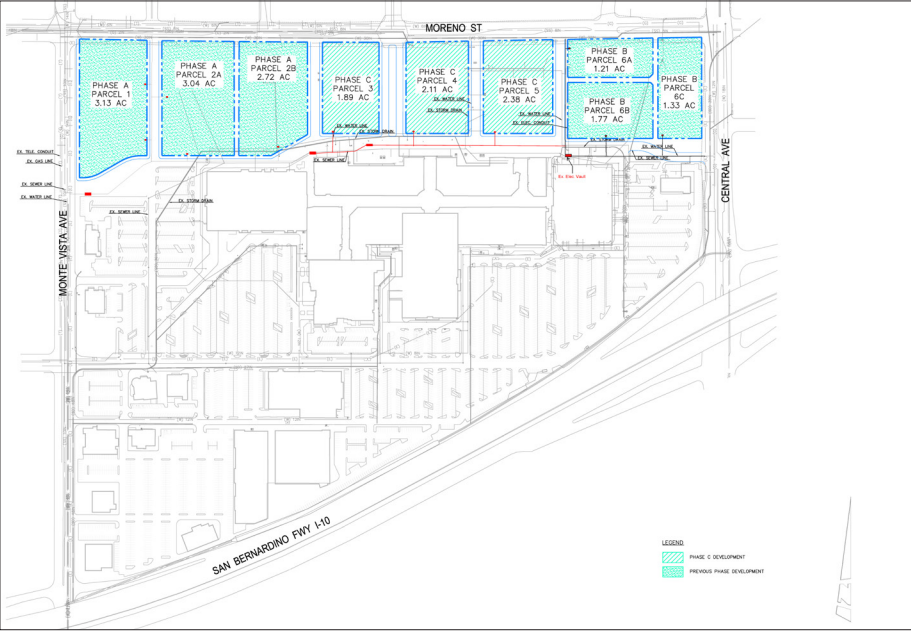 MORENO ST
PHASE A
PARCEL 1
3.13 AC
PHASE A
PARCEL 2A
3.04 AC
PHASE A
PARCEL 2B
2.72 AC
PHASE C
PARCEL 3
1.89 AC
PHASE C
PARCEL 4
2.11 AC
PHASE C
PARCEL 5
2.38 AC
PHASE B
PARCEL 6A
1.21 AC
PHASE B
PARCEL 6B
1.77 AC
PHASE B
PARCEL
6C
1.33 AC
EX. WATER LINE
EX. STORM DRAIN
EX. WATER LINE
EX. ELEC. CONDUIT
EX. WATER LINE
EX. STORM DRAIN
EX. SEWER LINE
EX. STORM DRAIN
EX. WATER LINE
EX. SEWER LINE
Ex Elec Vault
EX. TELE. CONDUIT
EX. GAS LINE
EX. SEWER LINE
EX. WATER LINE
EX. SEWER LINE
EX. STORM DRAIN
MONTE VISTA AVE
CENTRAL AVE
SAN BERNARDINO FWY I-10
LEGEND:
PHASE C DEVELOPMENT
PREVIOUS PHASE DEVELOPMENT